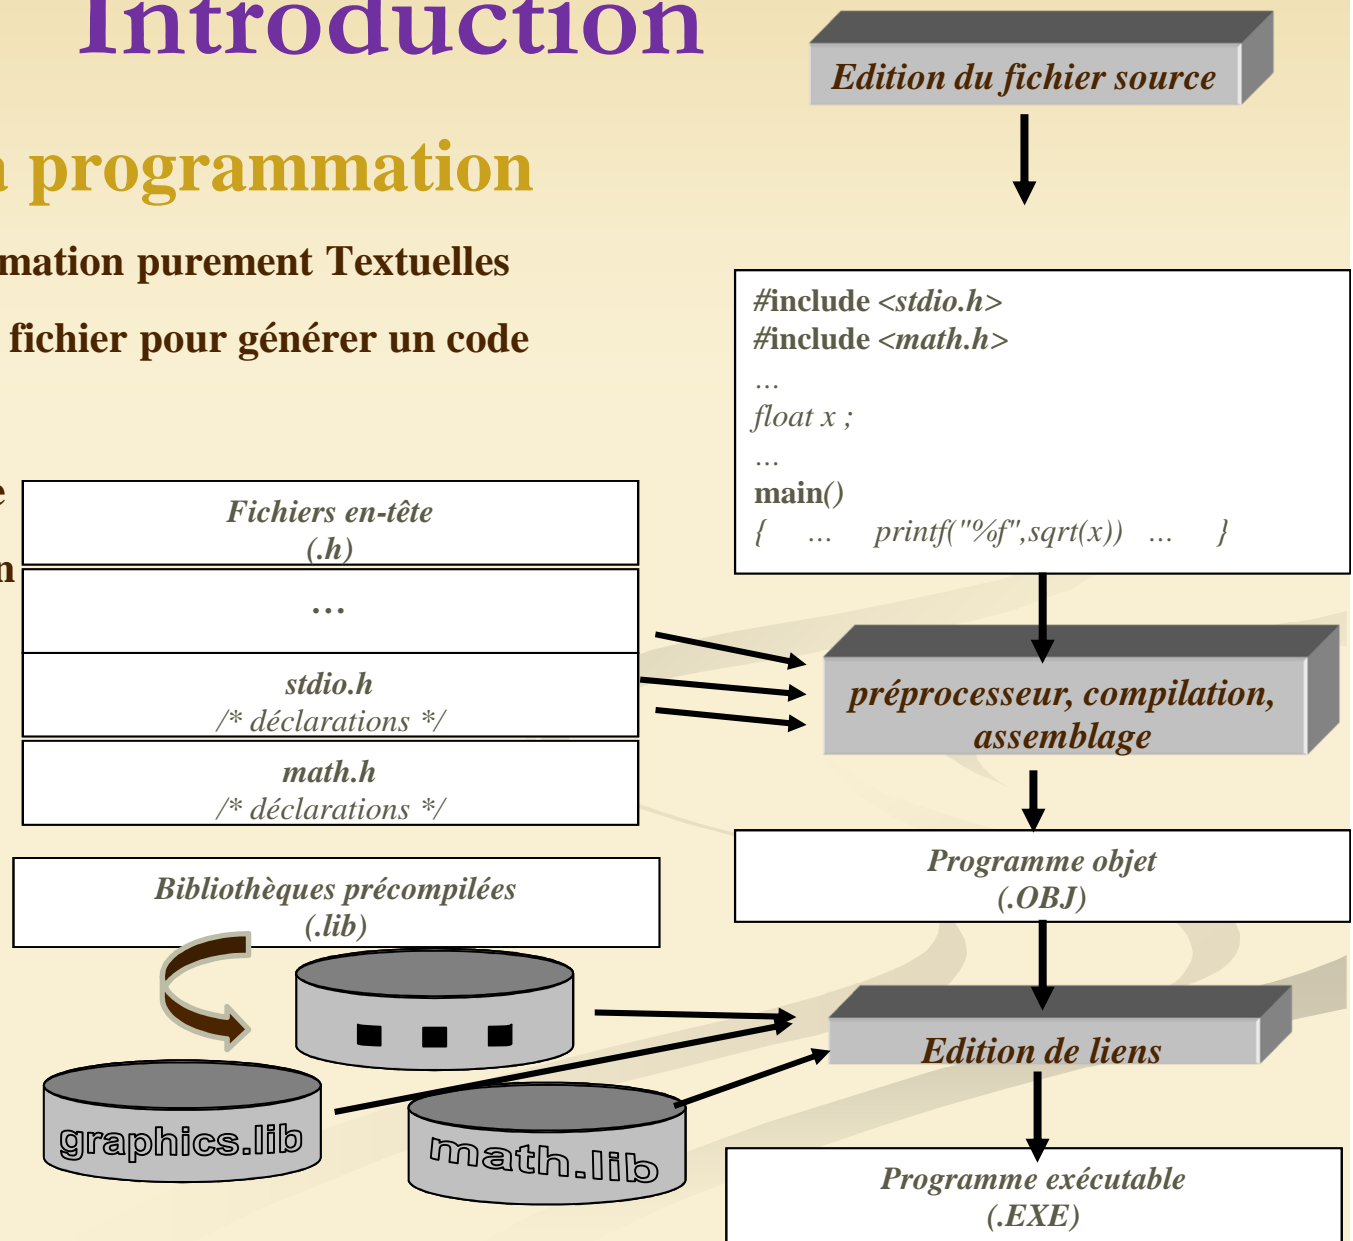 Introduction
a programmation
mation purement Textuelles
fichier pour générer un code
e
n
Fichiers en-tête
(.h)
...
stdio.h
/* déclarations */
math.h
/* déclarations */
Bibliothèques précompilées
(.lib)
graphics.lib
math.lib
Edition du fichier source
#include <stdio.h>
#include <math.h>
...
float x ;
...
main()
{ ... printf("%f",sqrt(x)) ... }
préprocesseur, compilation,
assemblage
Programme objet
(.OBJ)
Edition de liens
Programme exécutable
(.EXE)